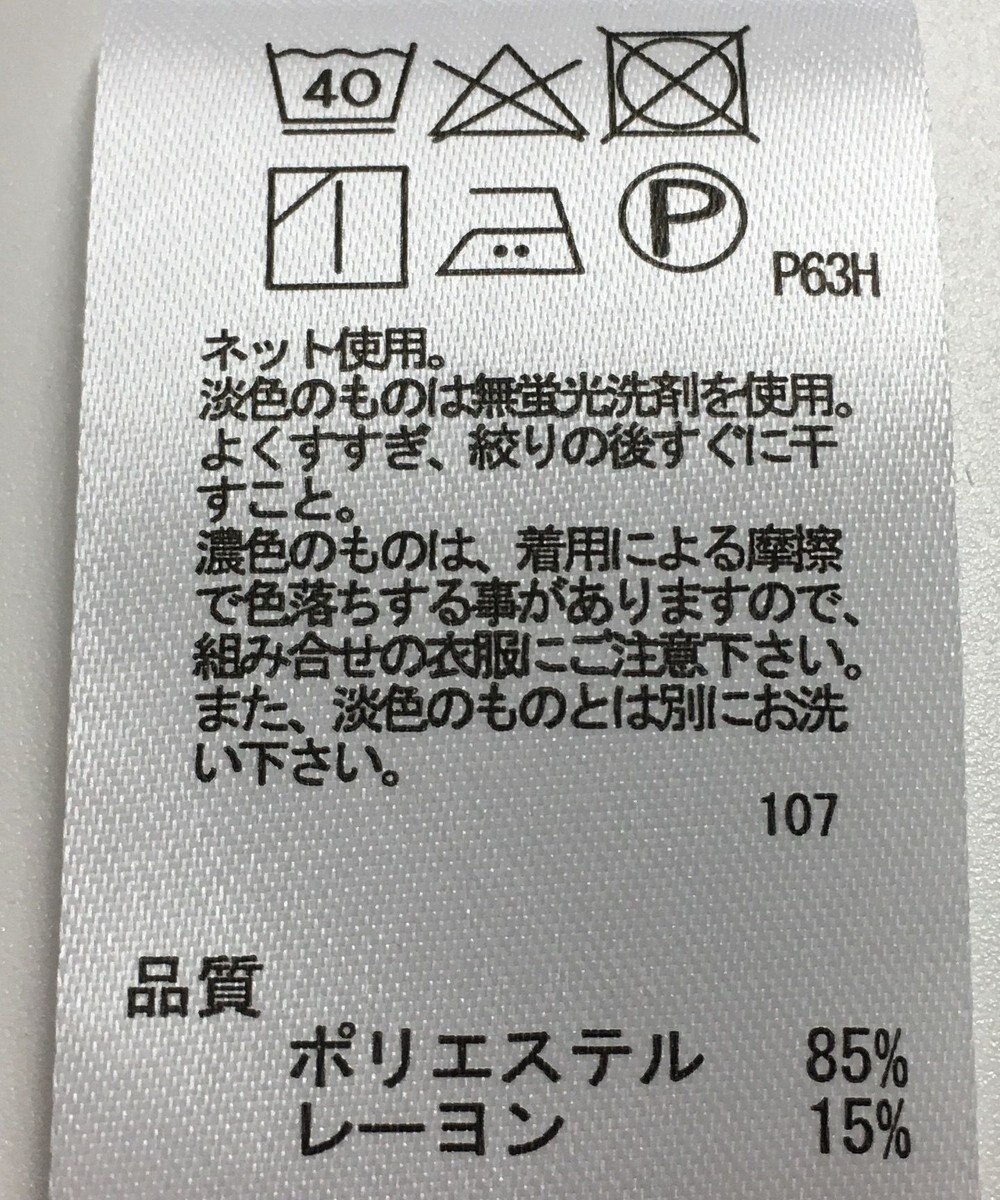 40
P
P63H
ネット使用。
淡色のものは無蛍光洗剤を使用。
よくすすぎ、絞りの後すぐに干
すこと。
濃色のものは、着用による摩擦
で色落ちする事がありますので、
組み合せの衣服にご注意下さい。
また、淡色のものとは別にお洗
い下さい。
107
品質
ポリエステル 85%
レーヨン 15%